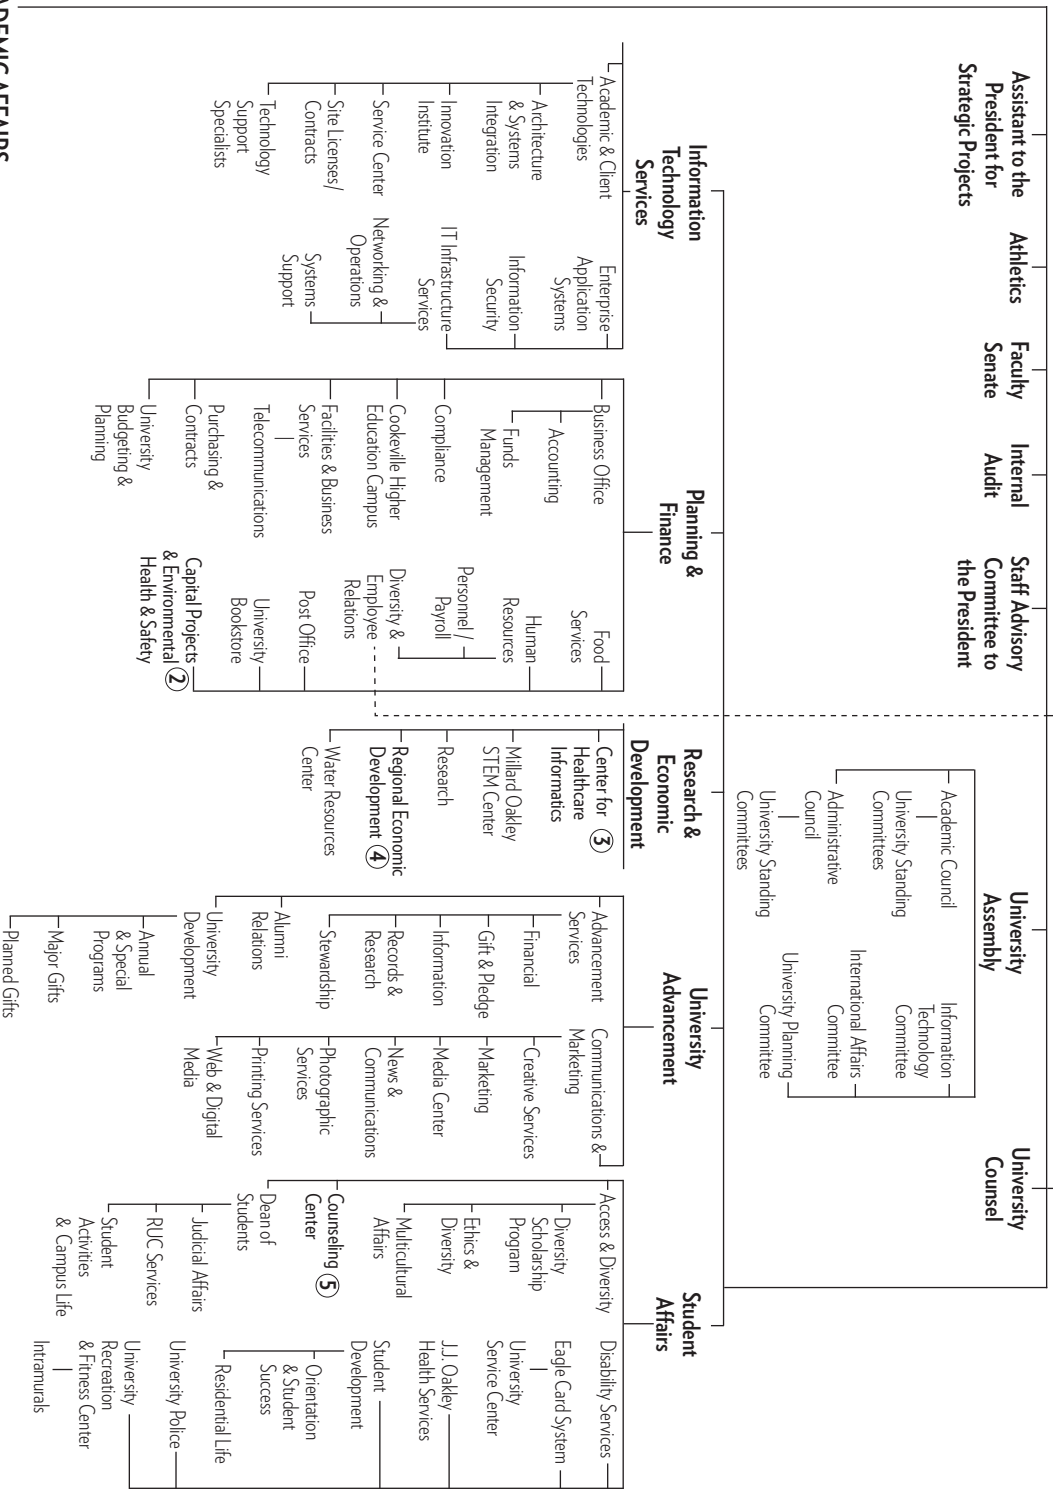 Assistant to the
President for
Strategic Projects
Athletics
Faculty
Senate
Internal
Audit
Staff Advisory
Committee to
the President
University
Assembly
Academic Council
University Standing
Committees
Administrative
Council
University Standing
Committees
Information
Technology
Committee
International Affairs
Committee
University Planning
Committee
University
Counsel
Information
Technology
Services
Academic & Client
Technologies
Architecture
& Systems
Integration
Innovation
Institute
Service Center
Site Licenses/
Contracts
Technology
Support
Specialists
Enterprise
Application
Systems
Information
Security
IT Infrastructure
Services
Networking &
Operations
Systems
Support
Planning &
Finance
Business Office
Accounting
Funds
Management
Compliance
Cookeville Higher
Education Campus
Facilities & Business
Services
Telecommunications
Purchasing &
Contracts
University
Budgeting &
Planning
Food
Services
Human
Resources
Personnel/
Payroll
Diversity &
Employee
Relations
Post Office
University
Bookstore
Capital Projects
& Environmental 2
Health & Safety
Research &
Economic
Development
Center for
Healthcare 3
Informatics
Millard Oakley
STEM Center
Research
Regional Economic
Development 4
Water Resources
Center
University
Advancement
Advancement
Services
Financial
Gift & Pledge
Information
Records &
Research
Stewardship
Alumni
Relations
University
Development
Annual
& Special
Programs
Major Gifts
Planned Gifts
Communications &
Marketing
Creative Services
Marketing
Media Center
News &
Communications
Photographic
Services
Printing Services
Web & Digital
Media
Student
Affairs
Access & Diversity
Diversity
Scholarship
Program
Ethics &
Diversity
Multicultural
Affairs
Counseling 5
Center
Dean of
Students
Judicial Affairs
RUC Services
Student
Activities
& Campus Life
Disability Services
Eagle Card System
University
Service Center
J.J. Oakley
Health Services
Student
Development
Orientation
& Student
Success
Residential Life
University Police
University
Recreation
& Fitness Center
Intramurals